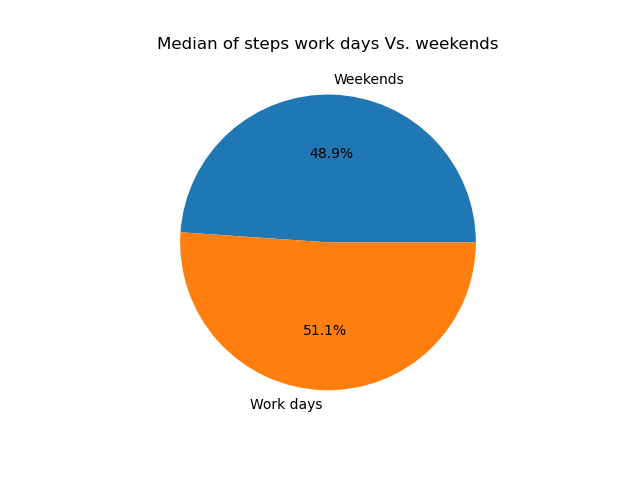 Median of steps work days Vs. weekends
Weekends
48.9%
51.1%
Work days